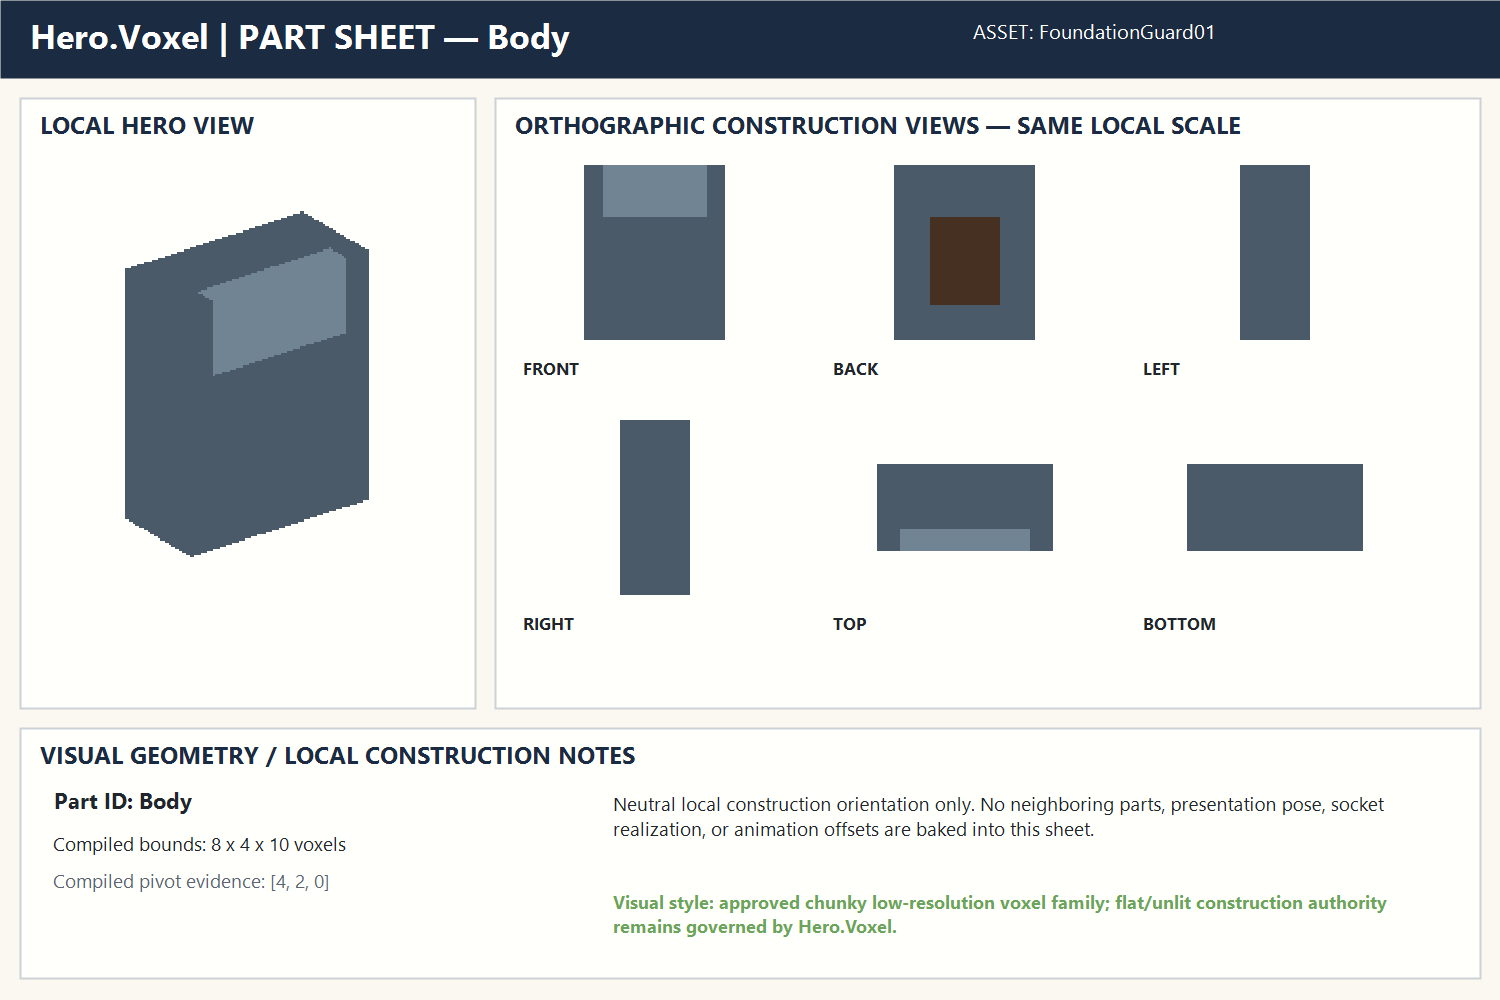 Hero.Voxel | PART SHEET — Body
ASSET: FoundationGuard01
LOCAL HERO VIEW
ORTHOGRAPHIC CONSTRUCTION VIEWS — SAME LOCAL SCALE
FRONT
BACK
LEFT
RIGHT
TOP
BOTTOM
VISUAL GEOMETRY / LOCAL CONSTRUCTION NOTES
Part ID: Body
Compiled bounds: 8 x 4 x 10 voxels
Compiled pivot evidence: [4, 2, 0]
Neutral local construction orientation only. No neighboring parts, presentation pose, socket
realization, or animation offsets are baked into this sheet.
Visual style: approved chunky low-resolution voxel family; flat/unlit construction authority
remains governed by Hero.Voxel.